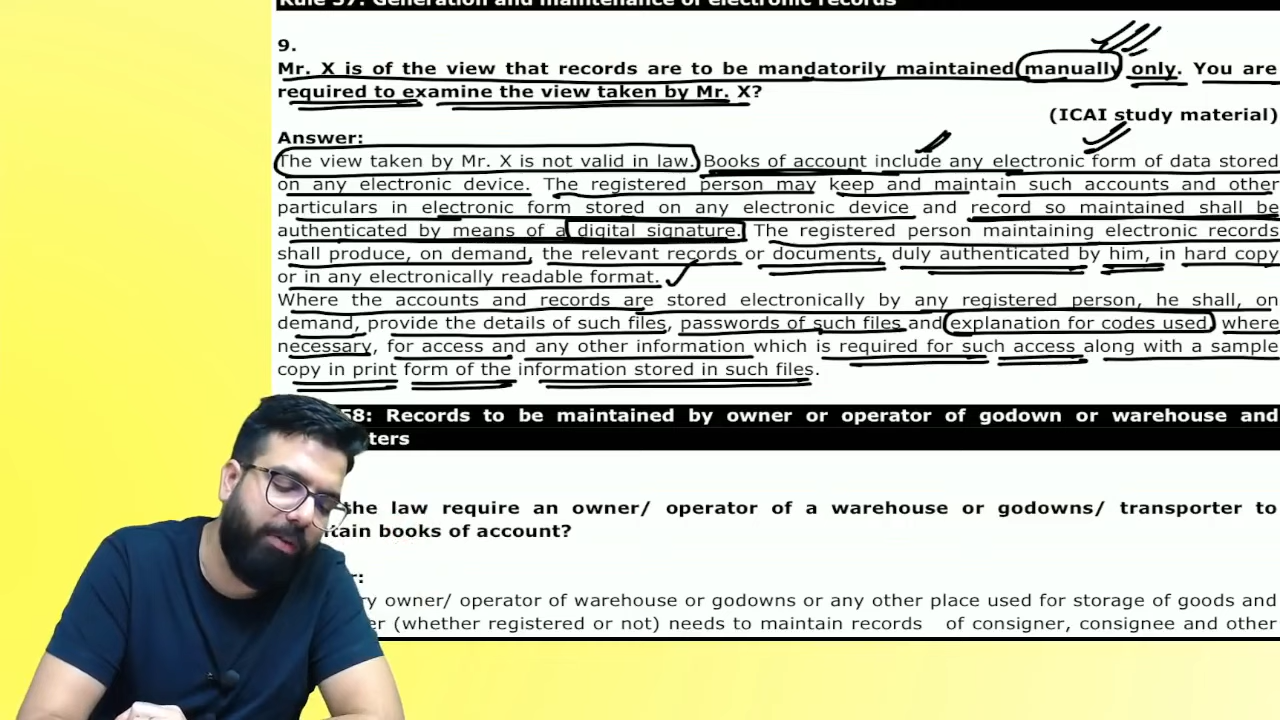 Rule 57: Generation and maintenance of electronic records
9.
Mr. X is of the view that records are to be mandatorily maintained manually only. You are
required to examine the view taken by Mr. X?
(ICAI study material)
Answer:
The view taken by Mr. X is not valid in law. Books of account include any electronic form of data stored
on any electronic device. The registered person may keep and maintain such accounts and other
particulars in electronic form stored on any electronic device and record so maintained shall be
authenticated by means of a digital signature. The registered person maintaining electronic records
shall produce, on demand, the relevant records or documents, duly authenticated by him, in hard copy
or in any electronically readable format.
Where the accounts and records are stored electronically by any registered person, he shall, on
demand, provide the details of such files, passwords of such files and explanation for codes used where
necessary, for access and any other information which is required for such access along with a sample
copy in print form of the information stored in such files.
58: Records to be maintained by owner or operator of godown or warehouse and
ters
the law require an owner/ operator of a warehouse or godowns/ transporter to
tain books of account?
r:
ry owner/ operator of warehouse or godowns or any other place used for storage of goods and
er (whether registered or not) needs to maintain records of consigner, consignee and other